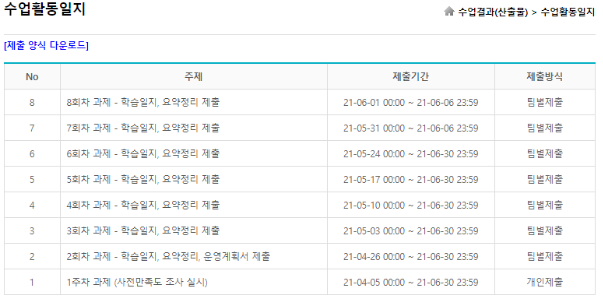 수업활동일지
수업결과(산출물) > 수업활동일지
[제출 양식 다운로드]
No 주제 제출기간 제출방식
8 8회차 과제 - 학습일지, 요약정리 제출 21-06-01 00:00 ~ 21-06-06 23:59 팀별제출
7 7회차 과제 - 학습일지, 요약정리 제출 21-05-31 00:00 ~ 21-06-06 23:59 팀별제출
6 6회차 과제 - 학습일지, 요약정리 제출 21-05-24 00:00 ~ 21-06-30 23:59 팀별제출
5 5회차 과제 - 학습일지, 요약정리 제출 21-05-17 00:00 ~ 21-06-30 23:59 팀별제출
4 4회차 과제 - 학습일지, 요약정리 제출 21-05-10 00:00 ~ 21-06-30 23:59 팀별제출
3 3회차 과제 - 학습일지, 요약정리 제출 21-05-03 00:00 ~ 21-06-30 23:59 팀별제출
2 2회차 과제 - 학습일지, 요약정리, 운영계획서 제출 21-04-26 00:00 ~ 21-06-30 23:59 팀별제출
1 1주차 과제 (사전만족도 조사 실시) 21-04-05 00:00 ~ 21-06-30 23:59 개인제출